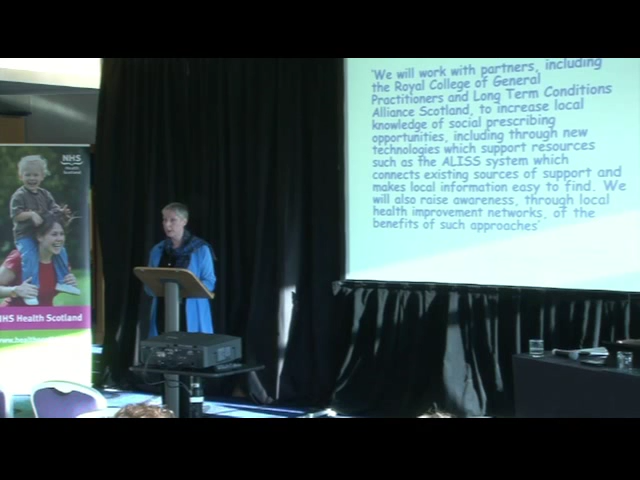 'We will work with partners, including
the Royal College of General
Practitioners and Long Term Conditions
Alliance Scotland, to increase local
knowledge of social prescribing
opportunities, including through new
technologies which support resources
such as the ALISS system which
connects existing sources of support and
makes local information easy to find. We
will also raise awareness, through local
health improvement networks, of the
benefits of such approaches'
NHS
Health
Scotland
NHS Health Scotland